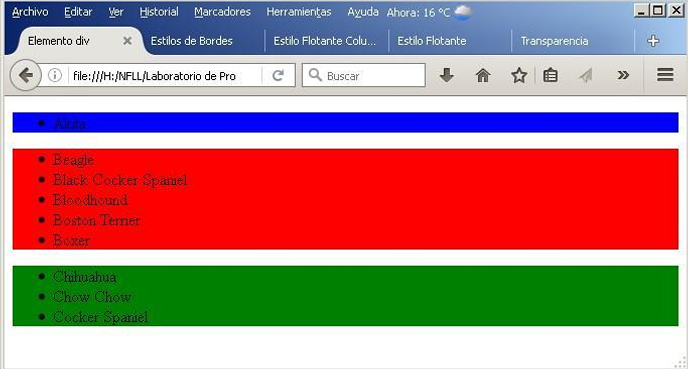 Archivo Editar Ver Historial Marcadores Herramientas Ayuda Ahora: 16 °C
Elemento div
Estilos de Bordes
Estilo Flotante Colu...
Estilo Flotante
Transparencia
file:///H:/NFLL/Laboratorio de Pro
Buscar
Akita
Beagle
Black Cocker Spaniel
Bloodhound
Boston Terrier
Boxer
Chihuahua
Chow Chow
Cocker Spaniel